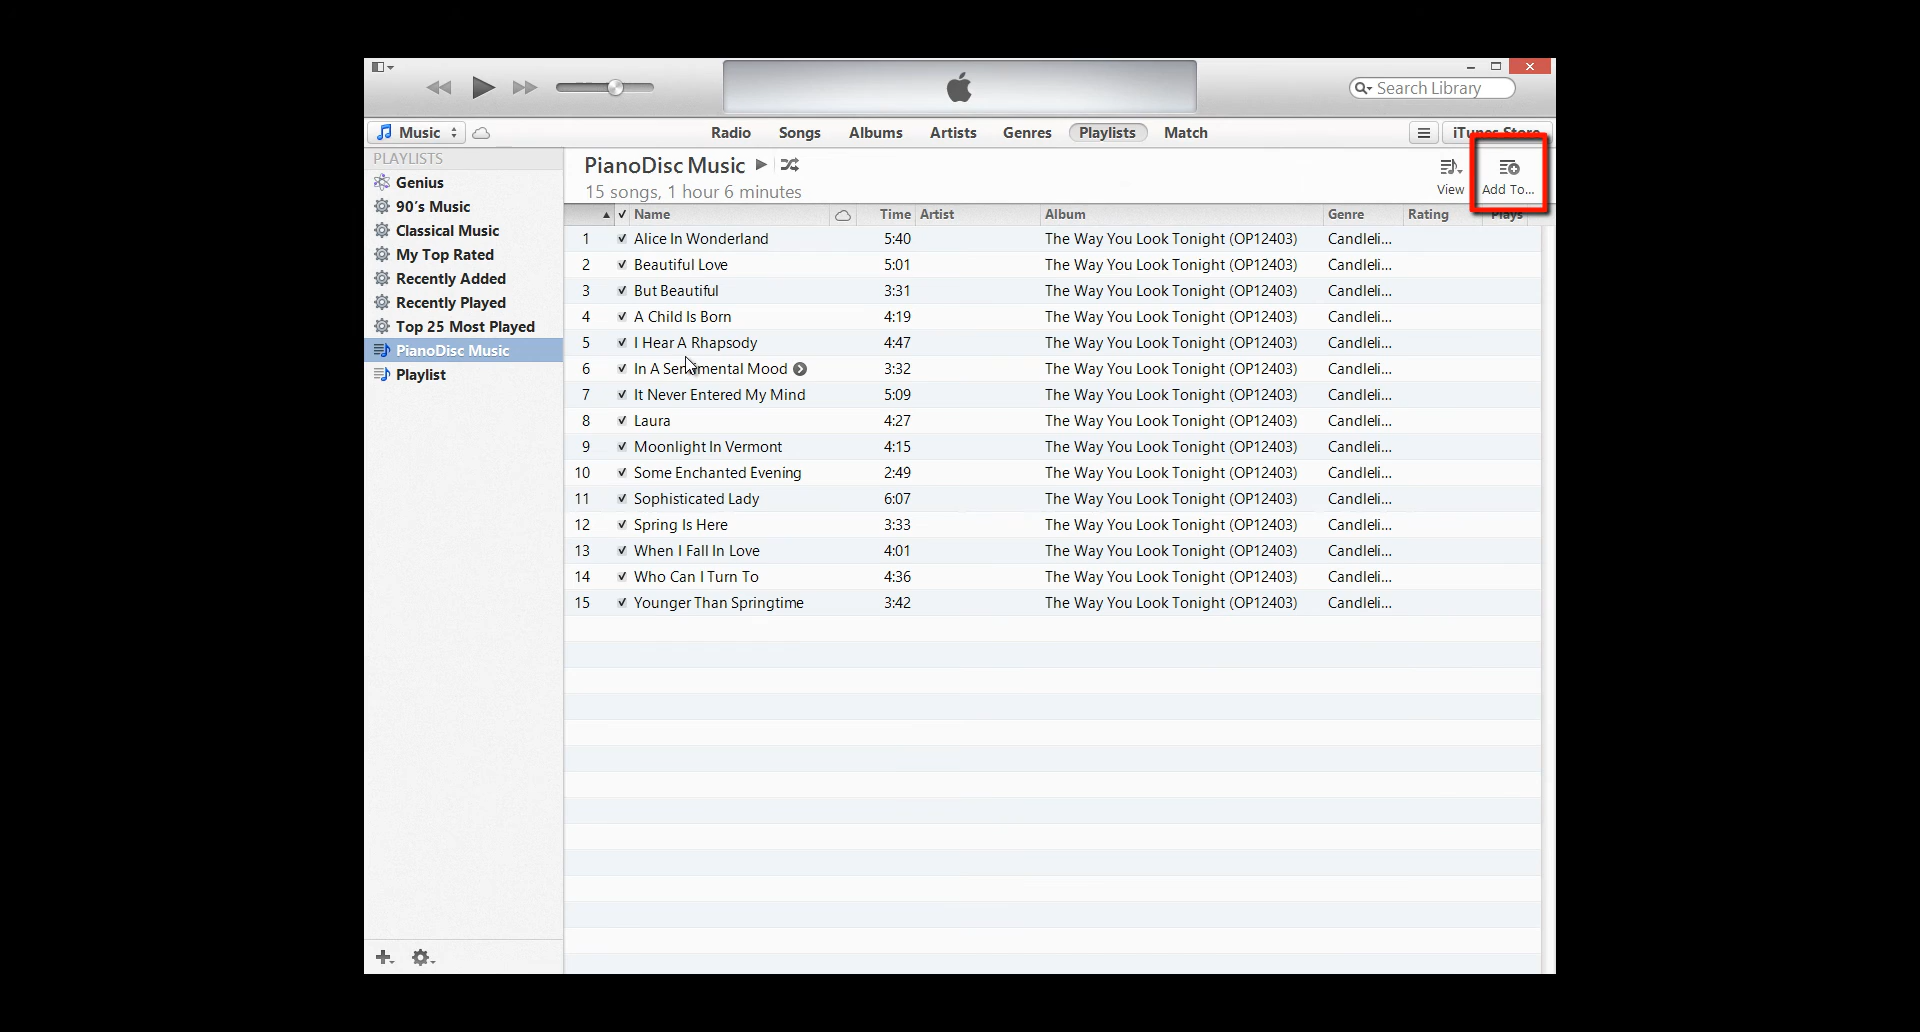 Search Library
Music
Radio Songs Albums Artists Genres Playlists Match
iTunes Store
PLAYLISTS
Genius
90's Music
Classical Music
My Top Rated
Recently Added
Recently Played
Top 25 Most Played
PianoDisc Music
Playlist
PianoDisc Music
15 songs, 1 hour 6 minutes
View
Add To...
Name Time Artist Album Genre Rating Plays
1 Alice In Wonderland 5:40 The Way You Look Tonight (OP12403) Candleli...
2 Beautiful Love 5:01 The Way You Look Tonight (OP12403) Candleli...
3 But Beautiful 3:31 The Way You Look Tonight (OP12403) Candleli...
4 A Child Is Born 4:19 The Way You Look Tonight (OP12403) Candleli...
5 I Hear A Rhapsody 4:47 The Way You Look Tonight (OP12403) Candleli...
6 In A Sentimental Mood 3:32 The Way You Look Tonight (OP12403) Candleli...
7 It Never Entered My Mind 5:09 The Way You Look Tonight (OP12403) Candleli...
8 Laura 4:27 The Way You Look Tonight (OP12403) Candleli...
9 Moonlight In Vermont 4:15 The Way You Look Tonight (OP12403) Candleli...
10 Some Enchanted Evening 2:49 The Way You Look Tonight (OP12403) Candleli...
11 Sophisticated Lady 6:07 The Way You Look Tonight (OP12403) Candleli...
12 Spring Is Here 3:33 The Way You Look Tonight (OP12403) Candleli...
13 When I Fall In Love 4:01 The Way You Look Tonight (OP12403) Candleli...
14 Who Can I Turn To 4:36 The Way You Look Tonight (OP12403) Candleli...
15 Younger Than Springtime 3:42 The Way You Look Tonight (OP12403) Candleli...